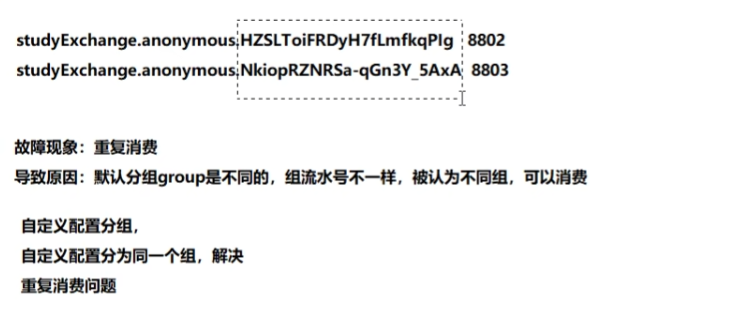 studyExchange.anonymous.HZSLToiFRDyH7fLmfkqPIg 8802
studyExchange.anonymous.NkiopRZNRSa-qGn3Y_5AxA 8803
故障现象：重复消费
导致原因：默认分组group是不同的，组流水号不一样，被认为不同组，可以消费
自定义配置分组，
自定义配置分为同一个组，解决
重复消费问题